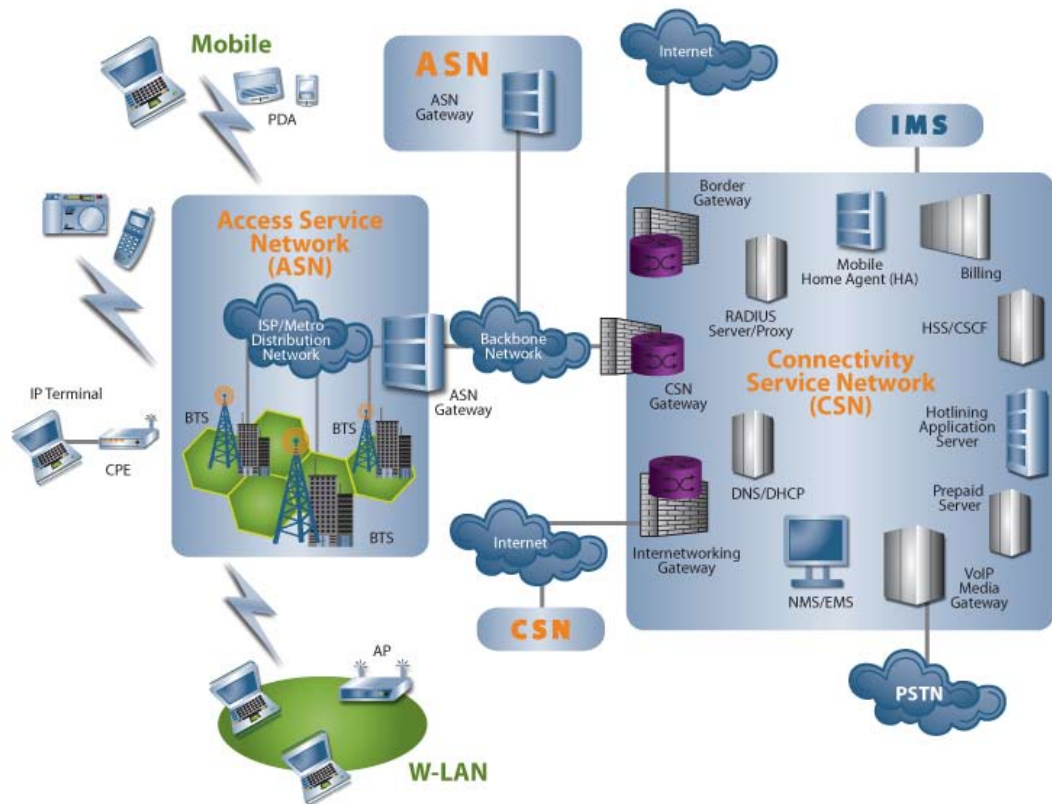 Mobile
PDA
ASN
ASN
Gateway
Internet
IMS
Access Service
Network
(ASN)
ISP/Metro
Distribution
Network
BTS
BTS
BTS
ASN
Gateway
Backbone
Network
IP Terminal
CPE
Border
Gateway
RADIUS
Server/Proxy
Mobile
Home Agent (HA)
Billing
HSS/CSCF
CSN
Gateway
Connectivity
Service Network
(CSN)
Hotlining
Application
Server
DNS/DHCP
Prepaid
Server
Internetworking
Gateway
NMS/EMS
VoIP
Media
Gateway
Internet
CSN
PSTN
AP
W-LAN